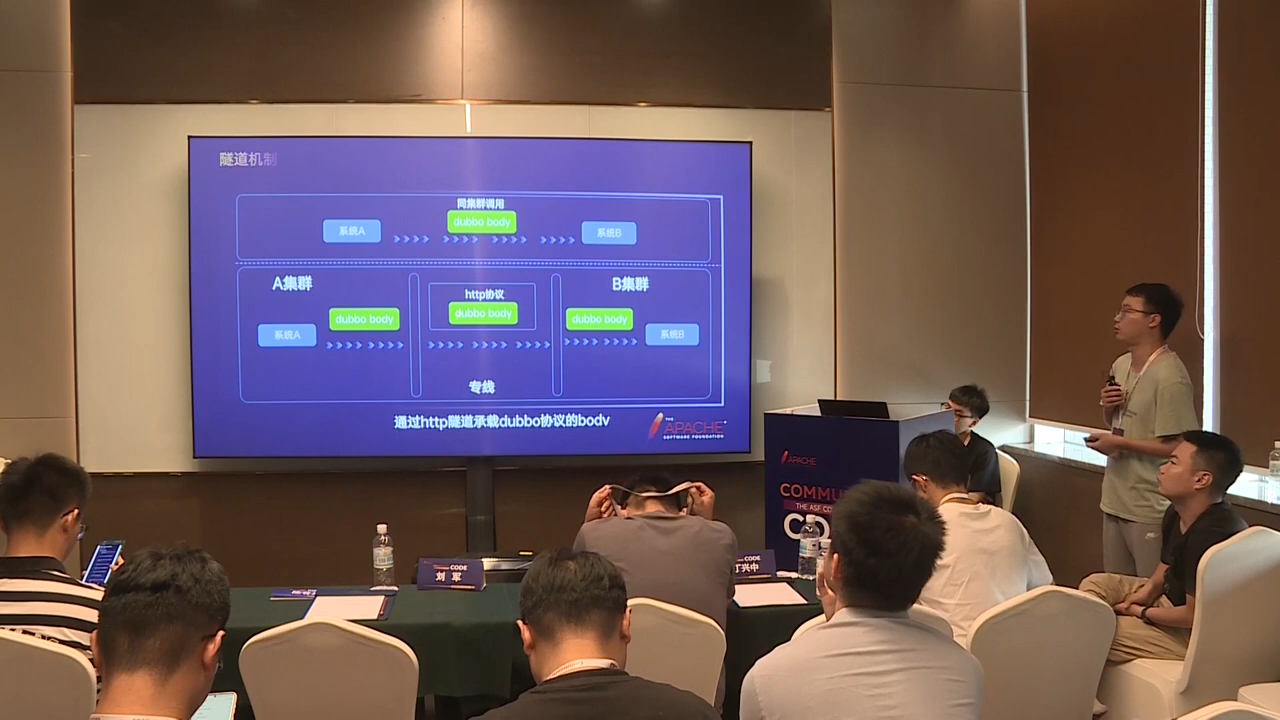 隧道机制
同集群调用
dubbo body
系统A
系统B
A集群
B集群
http协议
dubbo body
dubbo body
dubbo body
系统A
系统B
专线
通过http隧道承载dubbo协议的body
THE
APACHE
SOFTWARE FOUNDATION
APACHE
COMMU
THE ASF CO
CO
CODE
刘 军
CODE
丁兴中